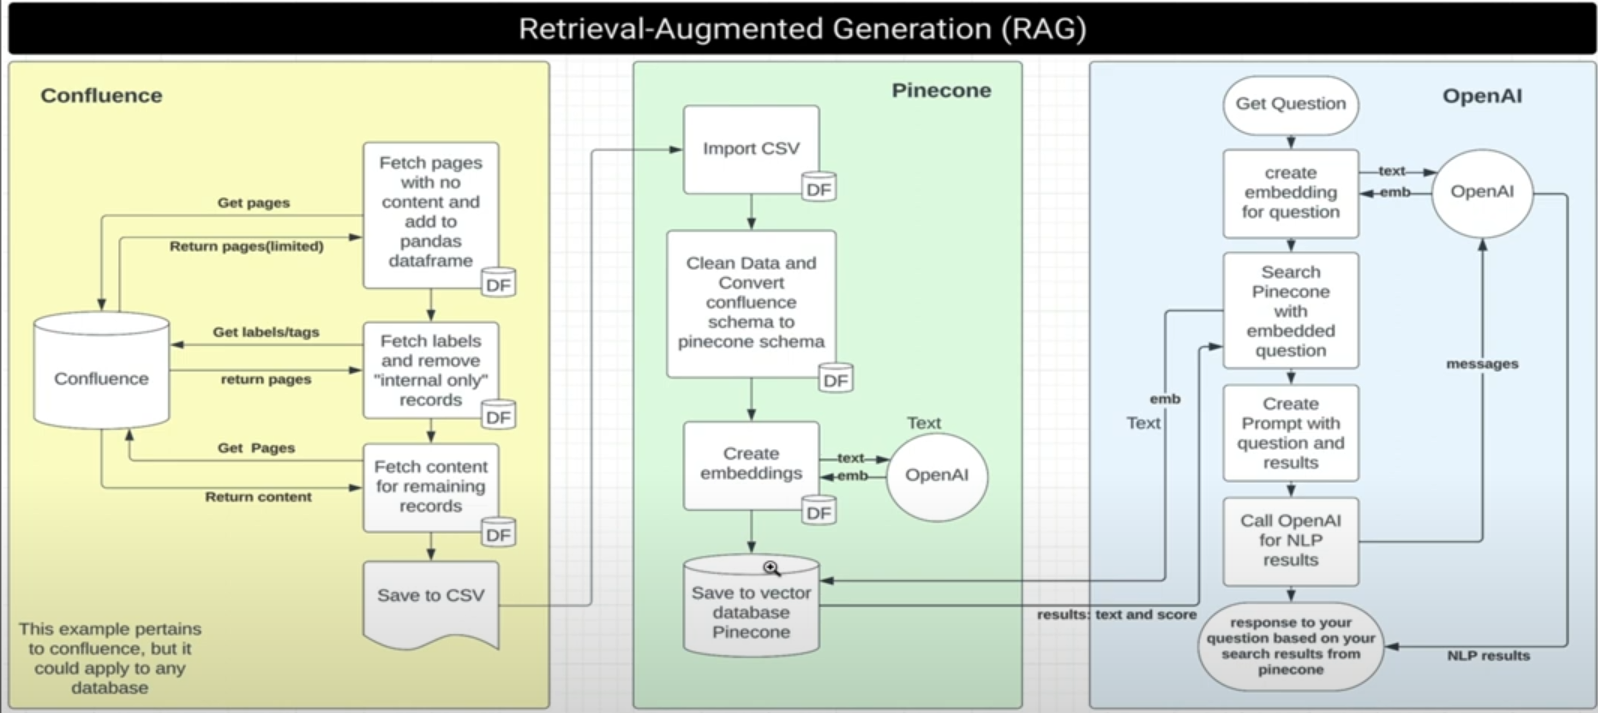 Retrieval-Augmented Generation (RAG)
Confluence
Fetch pages
with no
content and
add to
pandas
dataframe
DF
Get pages
Return pages(limited)
Confluence
Get labels/tags
return pages
Fetch labels
and remove
"internal only"
records
DF
Get  Pages
Return content
Fetch content
for remaining
records
DF
Save to CSV
This example pertains
to confluence, but it
could apply to any
database
Pinecone
Import CSV
DF
Clean Data and
Convert
confluence
schema to
pinecone schema
DF
Create
embeddings
DF
text
emb
Text
OpenAI
Save to vector
database
Pinecone
OpenAI
Get Question
create
embedding
for question
text
emb
OpenAI
Search
Pinecone
with
embedded
question
emb
Text
results: text and score
Create
Prompt with
question and
results
messages
Call OpenAI
for NLP
results
response to your
question based on your
search results from
pinecone
NLP results